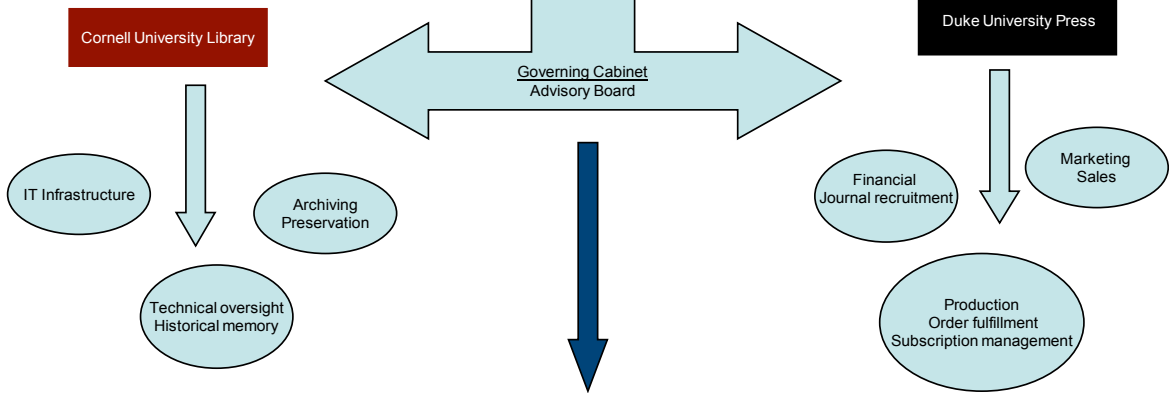 Cornell University Library
Duke University Press
Governing Cabinet
Advisory Board
IT Infrastructure
Archiving
Preservation
Technical oversight
Historical memory
Financial
Journal recruitment
Marketing
Sales
Production
Order fulfillment
Subscription management